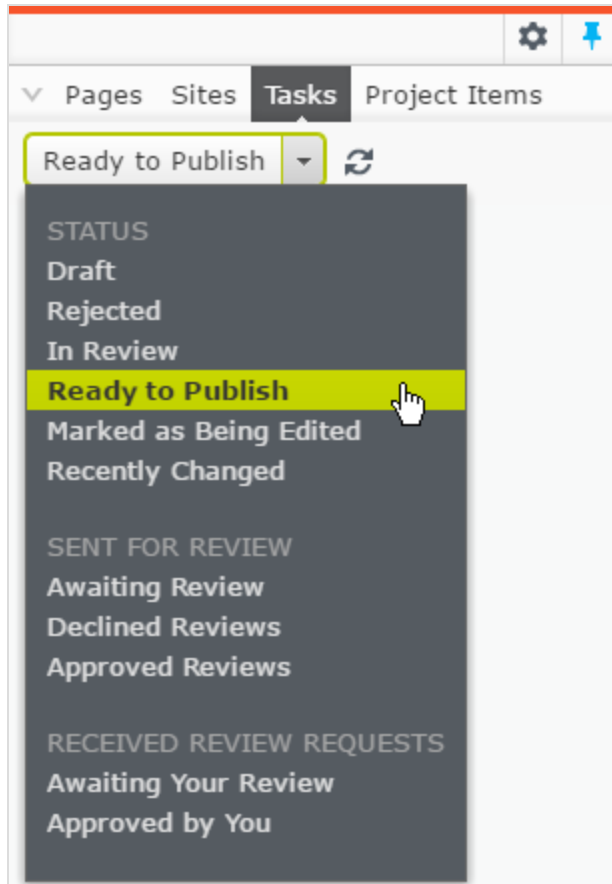 Pages Sites Tasks Project Items
Ready to Publish
STATUS
Draft
Rejected
In Review
Ready to Publish
Marked as Being Edited
Recently Changed
SENT FOR REVIEW
Awaiting Review
Declined Reviews
Approved Reviews
RECEIVED REVIEW REQUESTS
Awaiting Your Review
Approved by You